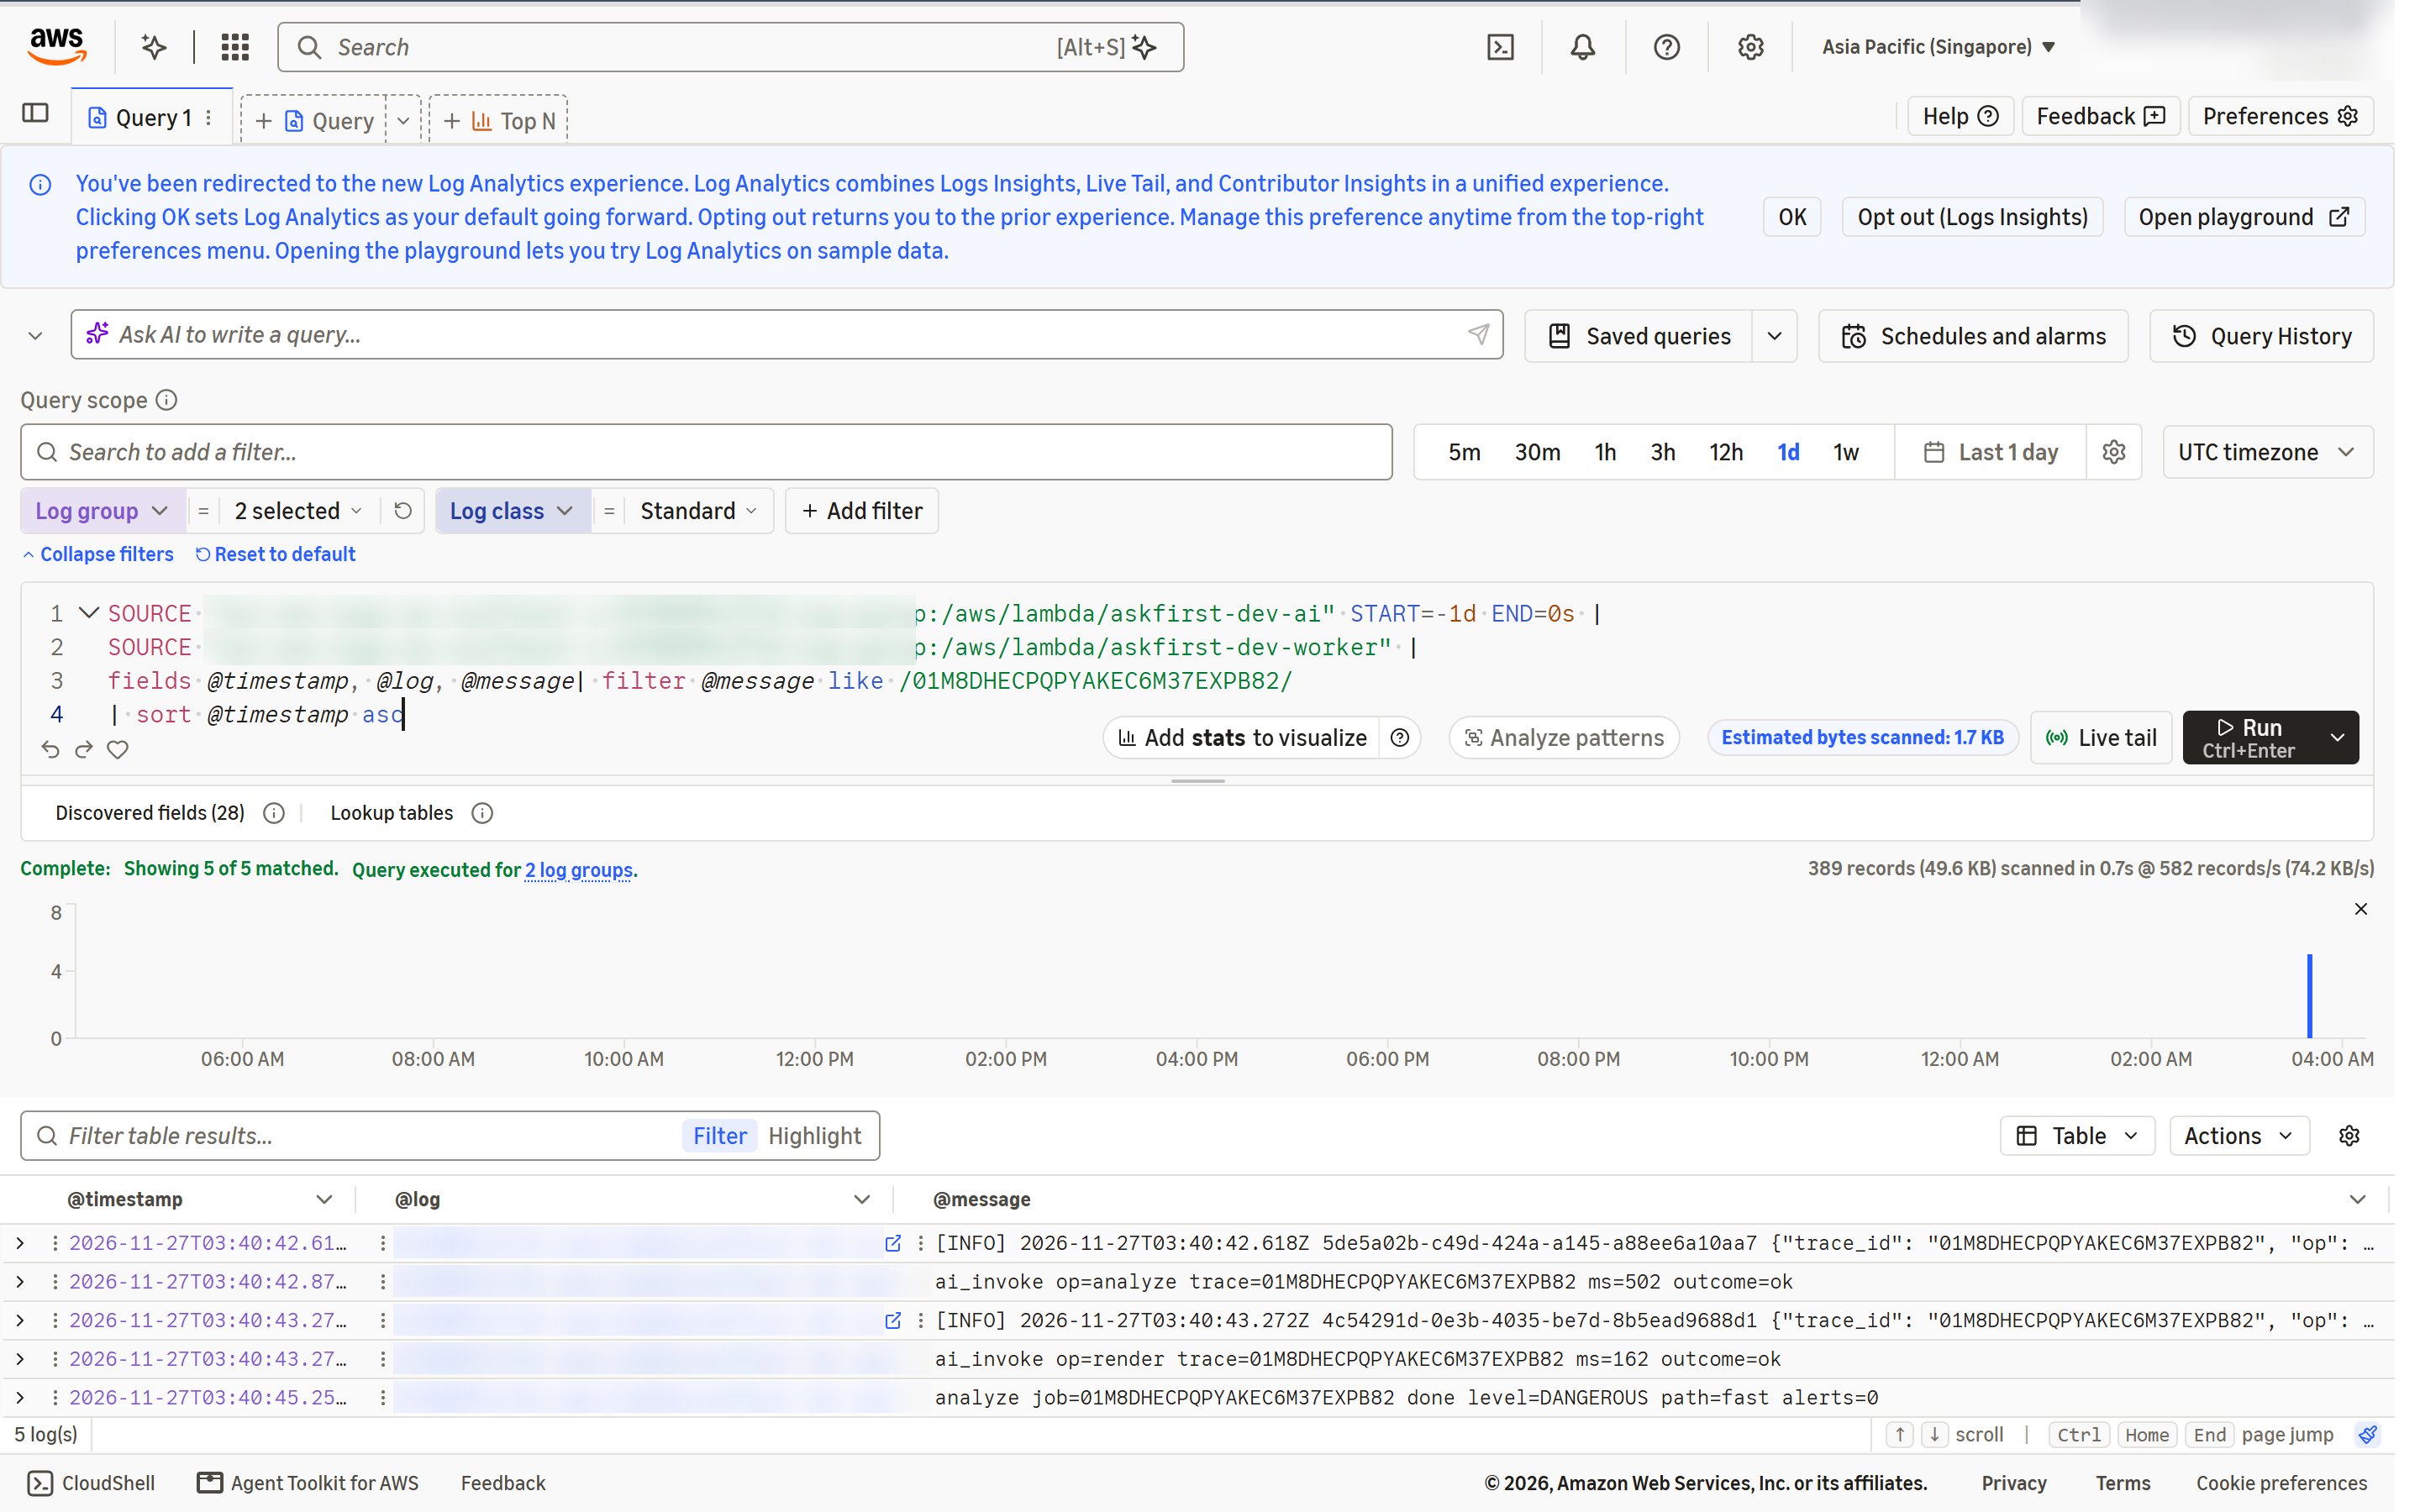 aws
Search [Alt+S]
Asia Pacific (Singapore)
Query 1
+ Query
+ Top N
Help
Feedback
Preferences
You've been redirected to the new Log Analytics experience. Log Analytics combines Logs Insights, Live Tail, and Contributor Insights in a unified experience.
Clicking OK sets Log Analytics as your default going forward. Opting out returns you to the prior experience. Manage this preference anytime from the top-right
preferences menu. Opening the playground lets you try Log Analytics on sample data.
OK
Opt out (Logs Insights)
Open playground
Ask AI to write a query...
Saved queries
Schedules and alarms
Query History
Query scope
Search to add a filter...
5m 30m 1h 3h 12h 1d 1w
Last 1 day
UTC timezone
Log group = 2 selected
Log class = Standard
+ Add filter
Collapse filters
Reset to default
1 SOURCE p:/aws/lambda/askfirst-dev-ai" START=-1d END=0s |
2 SOURCE p:/aws/lambda/askfirst-dev-worker" |
3 fields @timestamp, @log, @message| filter @message like /01M8DHECPQPYAKEC6M37EXPB82/
4 | sort @timestamp asc
Add stats to visualize
Analyze patterns
Estimated bytes scanned: 1.7 KB
Live tail
Run
Ctrl+Enter
Discovered fields (28)
Lookup tables
Complete: Showing 5 of 5 matched. Query executed for 2 log groups.
389 records (49.6 KB) scanned in 0.7s @ 582 records/s (74.2 KB/s)
8
4
0
06:00 AM 08:00 AM 10:00 AM 12:00 PM 02:00 PM 04:00 PM 06:00 PM 08:00 PM 10:00 PM 12:00 AM 02:00 AM 04:00 AM
Filter table results...
Filter Highlight
Table
Actions
@timestamp @log @message
2026-11-27T03:40:42.61... [INFO] 2026-11-27T03:40:42.618Z 5de5a02b-c49d-424a-a145-a88ee6a10aa7 {"trace_id": "01M8DHECPQPYAKEC6M37EXPB82", "op": ...
2026-11-27T03:40:42.87... ai_invoke op=analyze trace=01M8DHECPQPYAKEC6M37EXPB82 ms=502 outcome=ok
2026-11-27T03:40:43.27... [INFO] 2026-11-27T03:40:43.272Z 4c54291d-0e3b-4035-be7d-8b5ead9688d1 {"trace_id": "01M8DHECPQPYAKEC6M37EXPB82", "op": ...
2026-11-27T03:40:43.27... ai_invoke op=render trace=01M8DHECPQPYAKEC6M37EXPB82 ms=162 outcome=ok
2026-11-27T03:40:45.25... analyze job=01M8DHECPQPYAKEC6M37EXPB82 done level=DANGEROUS path=fast alerts=0
5 log(s)
↑ ↓ scroll | Ctrl Home End page jump
CloudShell
Agent Toolkit for AWS
Feedback
© 2026, Amazon Web Services, Inc. or its affiliates.
Privacy
Terms
Cookie preferences